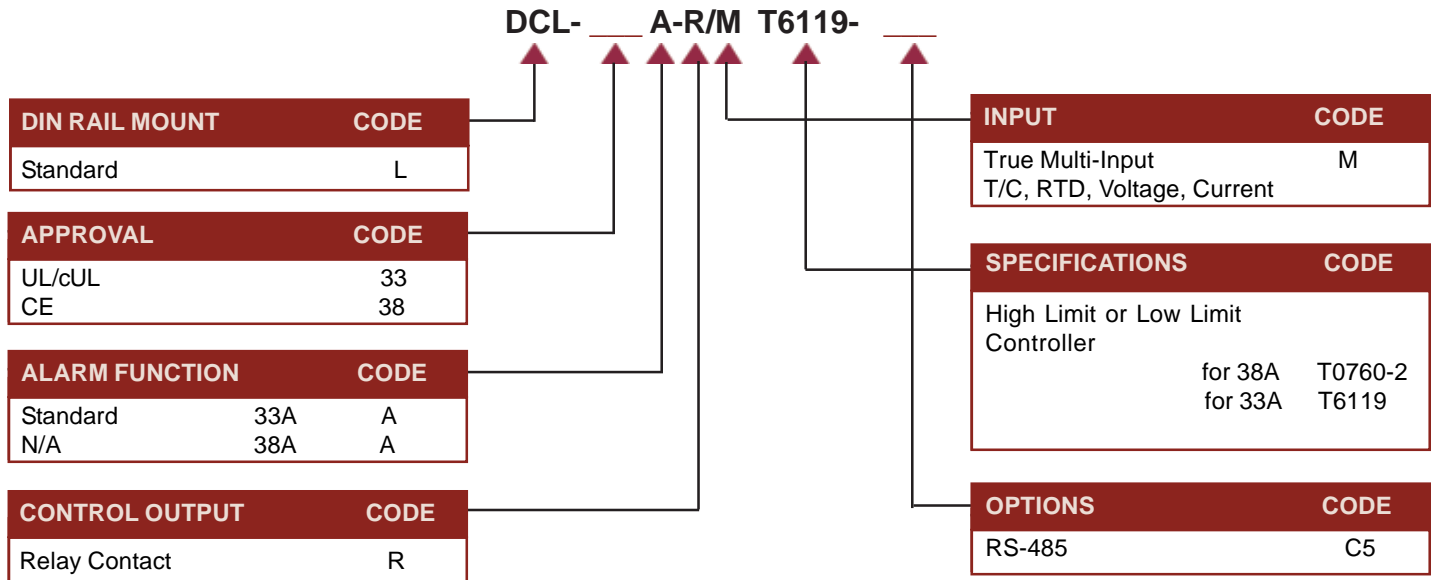 DCL- ___ A-R/M T6119- ___
DIN RAIL MOUNT CODE
Standard L
APPROVAL CODE
UL/cUL 33
CE 38
ALARM FUNCTION CODE
Standard 33A A
N/A 38A A
CONTROL OUTPUT CODE
Relay Contact R
INPUT CODE
True Multi-Input M
T/C, RTD, Voltage, Current
SPECIFICATIONS CODE
High Limit or Low Limit
Controller
for 38A T0760-2
for 33A T6119
OPTIONS CODE
RS-485 C5